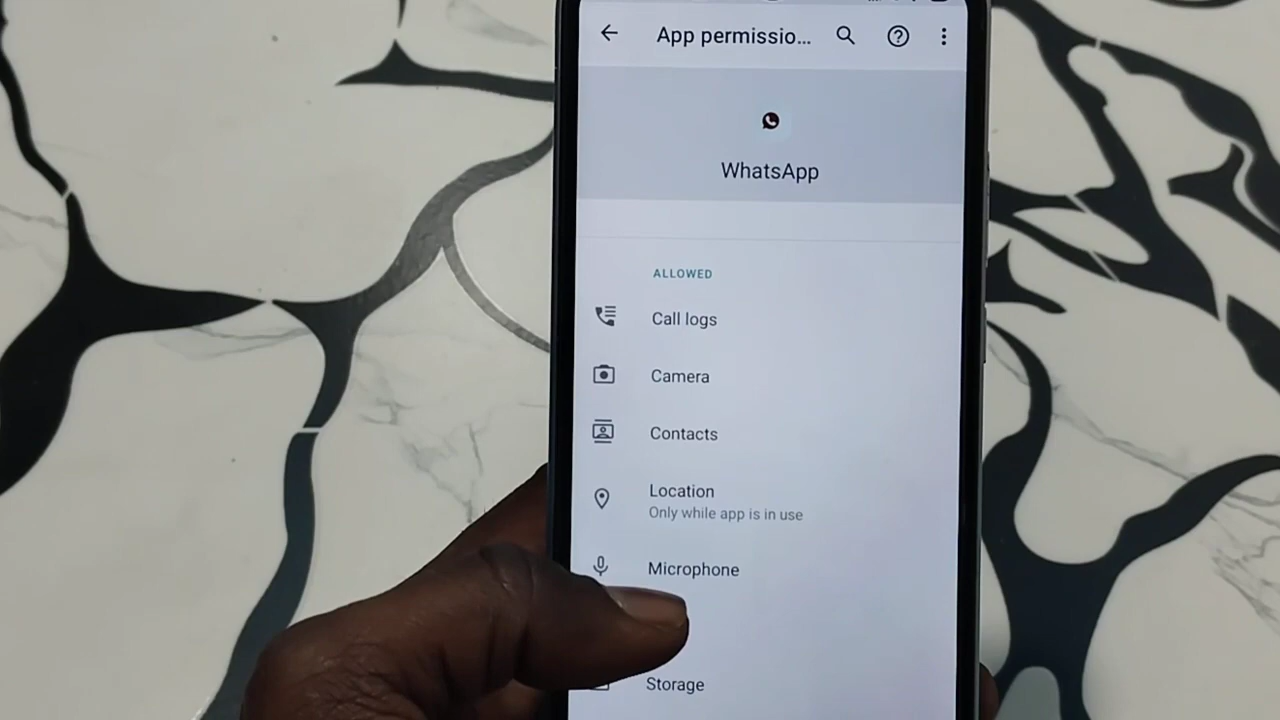 App permissio...
WhatsApp
ALLOWED
Call logs
Camera
Contacts
Location
Only while app is in use
Microphone
Storage